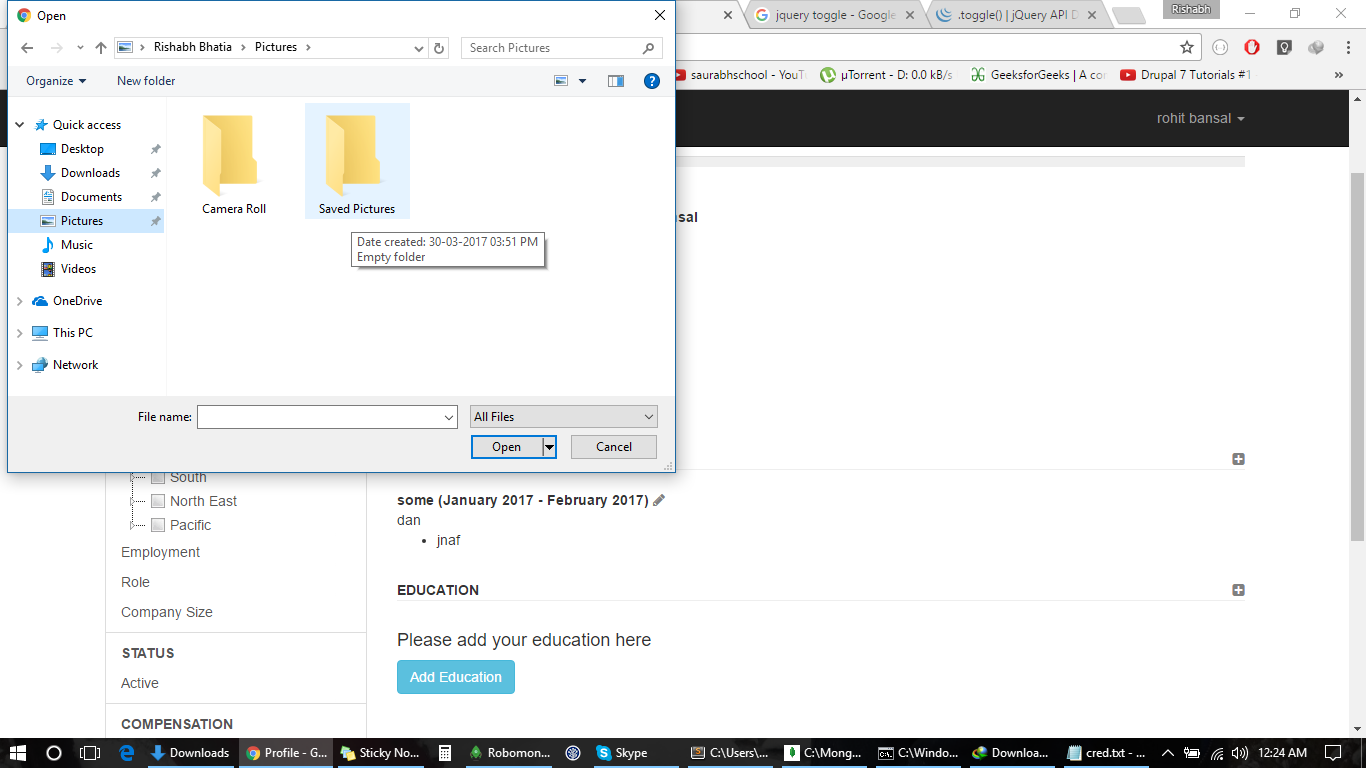 Open
jquery toggle - Google
.toggle() | jQuery API D
Rishabh
Rishabh Bhatia
Pictures
Search Pictures
saurabhschool - YouT
µTorrent - D: 0.0 kB/s
GeeksforGeeks | A co
Drupal 7 Tutorials #1
Organize
New folder
rohit bansal
Quick access
Desktop
Downloads
Documents
Pictures
Music
Videos
OneDrive
This PC
Network
Camera Roll
Saved Pictures
Date created: 30-03-2017 03:51 PM
Empty folder
nsal
File name:
All Files
Open
Cancel
South
North East
Pacific
Employment
Role
Company Size
STATUS
Active
COMPENSATION
some (January 2017 - February 2017)
dan
• jnaf
EDUCATION
Please add your education here
Add Education
Downloads
Profile - G...
Sticky No...
Robomon...
Skype
C:\Users\...
C:\Mong...
C:\Windo...
Downloa...
cred.txt - ...
12:24 AM